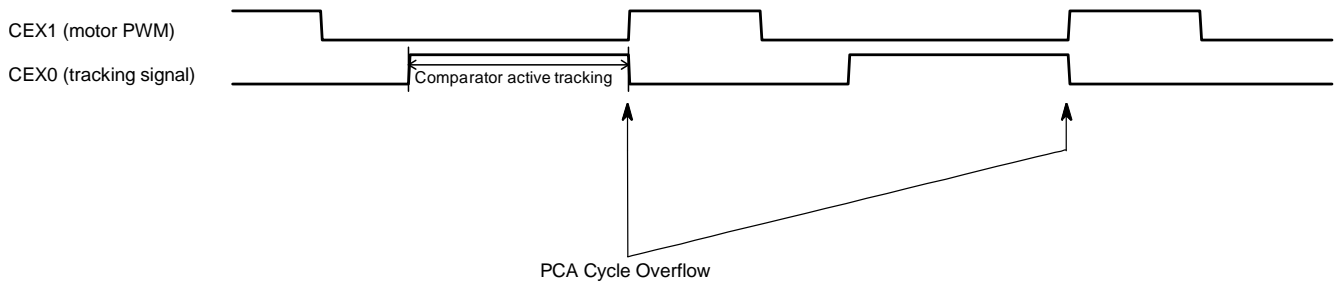 CEX1 (motor PWM)
CEX0 (tracking signal)
Comparator active tracking
PCA Cycle Overflow